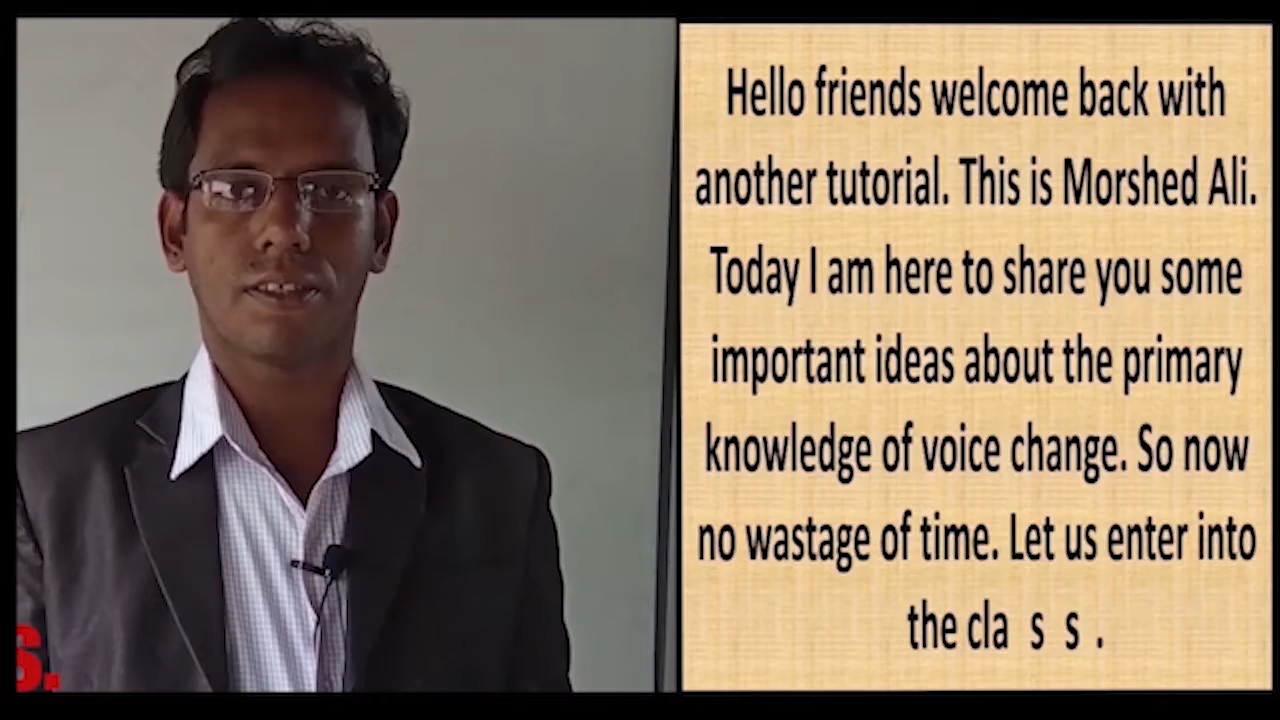 Hello friends welcome back with
another tutorial. This is Morshed Ali.
Today I am here to share you some
important ideas about the primary
knowledge of voice change. So now
no wastage of time. Let us enter into
the cla s s .
s.